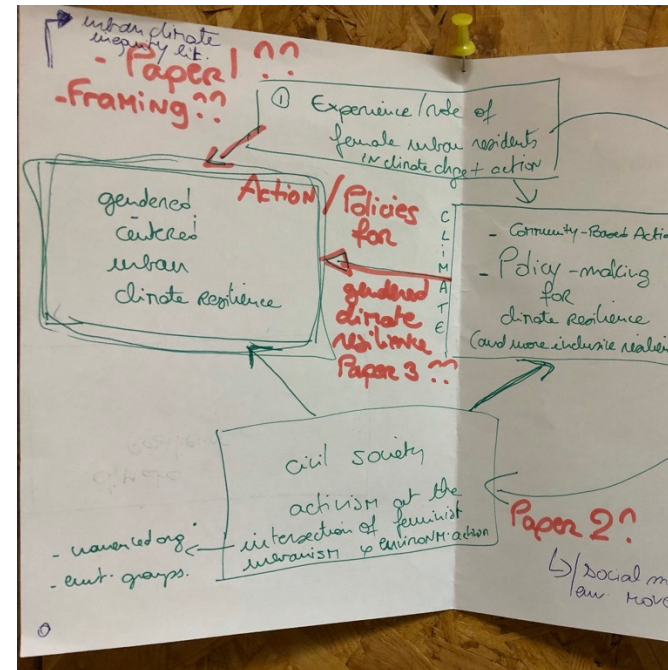 urban climate
inequity lit.
- Paper 1 ??
- Framing??
① Experience/role of
female urban residents
in climate chge + action
gendered
centered
urban
climate Resilience
Action / Policies
for
gendered
climate
resilience
Paper 3 ??
CLIMATE
- Community-Based Actio
- Policy-making
for
climate resilience
(and more inclusive
civil society
activism at the
intersection of feminist
urbanism & environm. action
- women led org
- envt. groups.
Paper 2?
social m
env. move